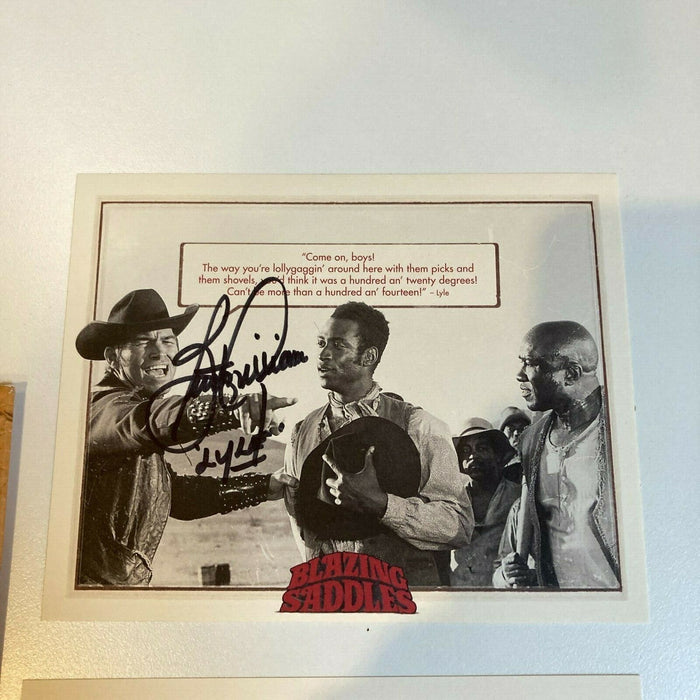 “Come on, boys!
The way you’re lollygaggin’ around here with them picks and
them shovels, you’d think it was a hundred an’ twenty degrees!
Can’t be more than a hundred an’ fourteen!” – Lyle
"LYLE"
BLAZING
SADDLES